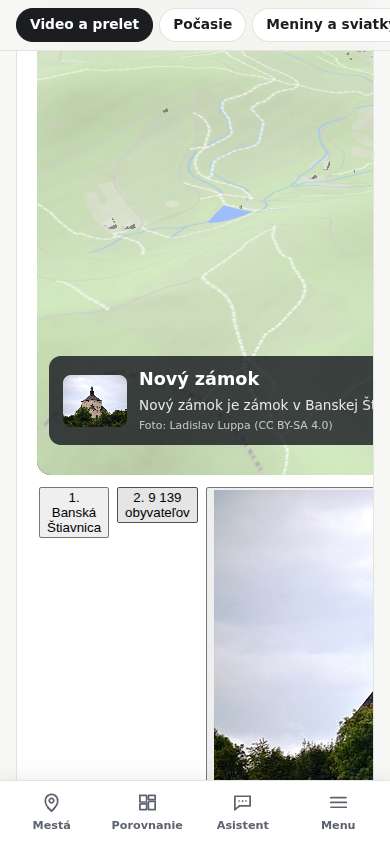 Video a prelet
Počasie
Meniny a sviatky
Nový zámok
Nový zámok je zámok v Banskej Št
Foto: Ladislav Luppa (CC BY-SA 4.0)
1.
Banská
Štiavnica
2. 9 139
obyvateľov
Mestá
Porovnanie
Asistent
Menu